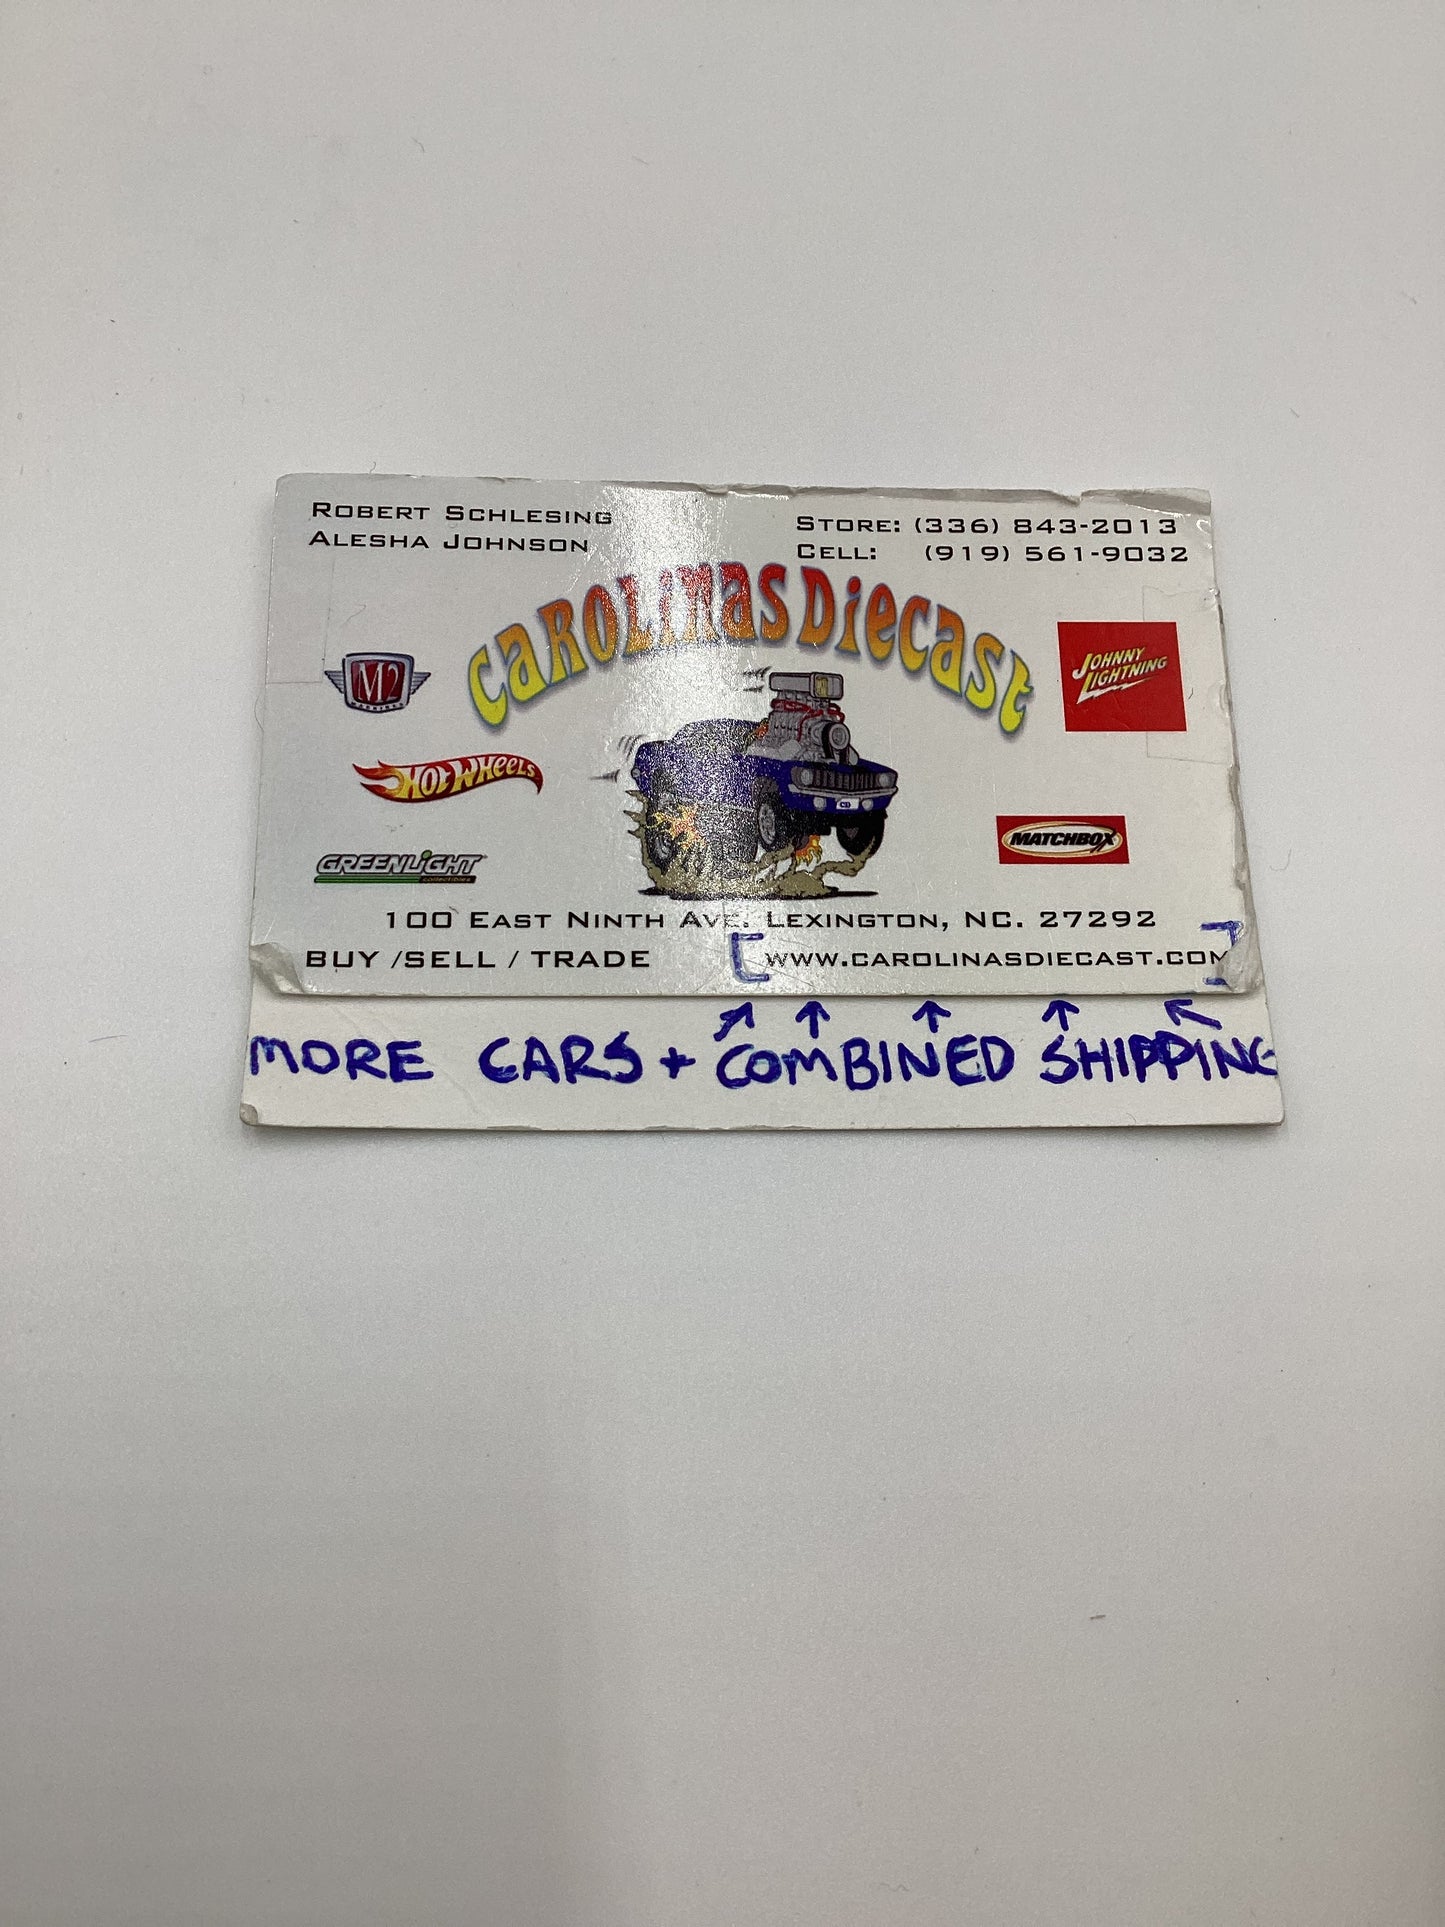 ROBERT SCHLESING
ALESHA JOHNSON
STORE: (336) 843-2013
CELL: (919) 561-9032
CAROLINAS DIECAST
M2
MACHINES
JOHNNY
LIGHTNING
HOT WHEELS
MATCHBOX
GREENLIGHT
collectibles
100 EAST NINTH AVE. LEXINGTON, NC. 27292
BUY /SELL / TRADE [WWW.CAROLINASDIECAST.COM]
MORE CARS + COMBINED SHIPPING